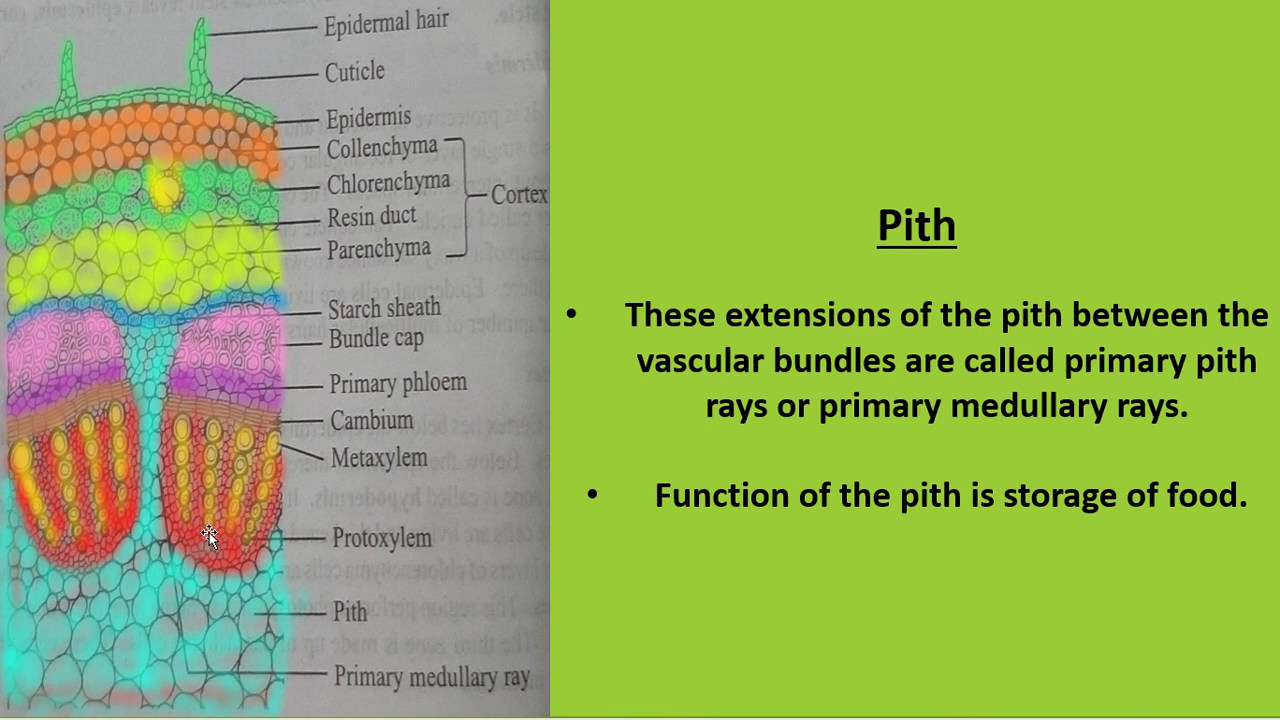 Epidermal hair
Cuticle
Epidermis
Collenchyma
Chlorenchyma
Cortex
Resin duct
Parenchyma
Starch sheath
Bundle cap
Primary phloem
Cambium
Metaxylem
Protoxylem
Pith
Primary medullary ray
Pith
• These extensions of the pith between the
vascular bundles are called primary pith
rays or primary medullary rays.
• Function of the pith is storage of food.